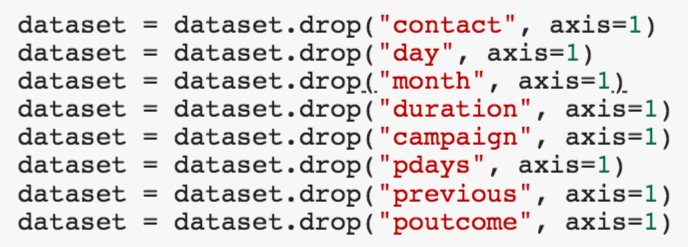 dataset = dataset.drop("contact", axis=1)
dataset = dataset.drop("day", axis=1)
dataset = dataset.drop("month", axis=1)
dataset = dataset.drop("duration", axis=1)
dataset = dataset.drop("campaign", axis=1)
dataset = dataset.drop("pdays", axis=1)
dataset = dataset.drop("previous", axis=1)
dataset = dataset.drop("poutcome", axis=1)